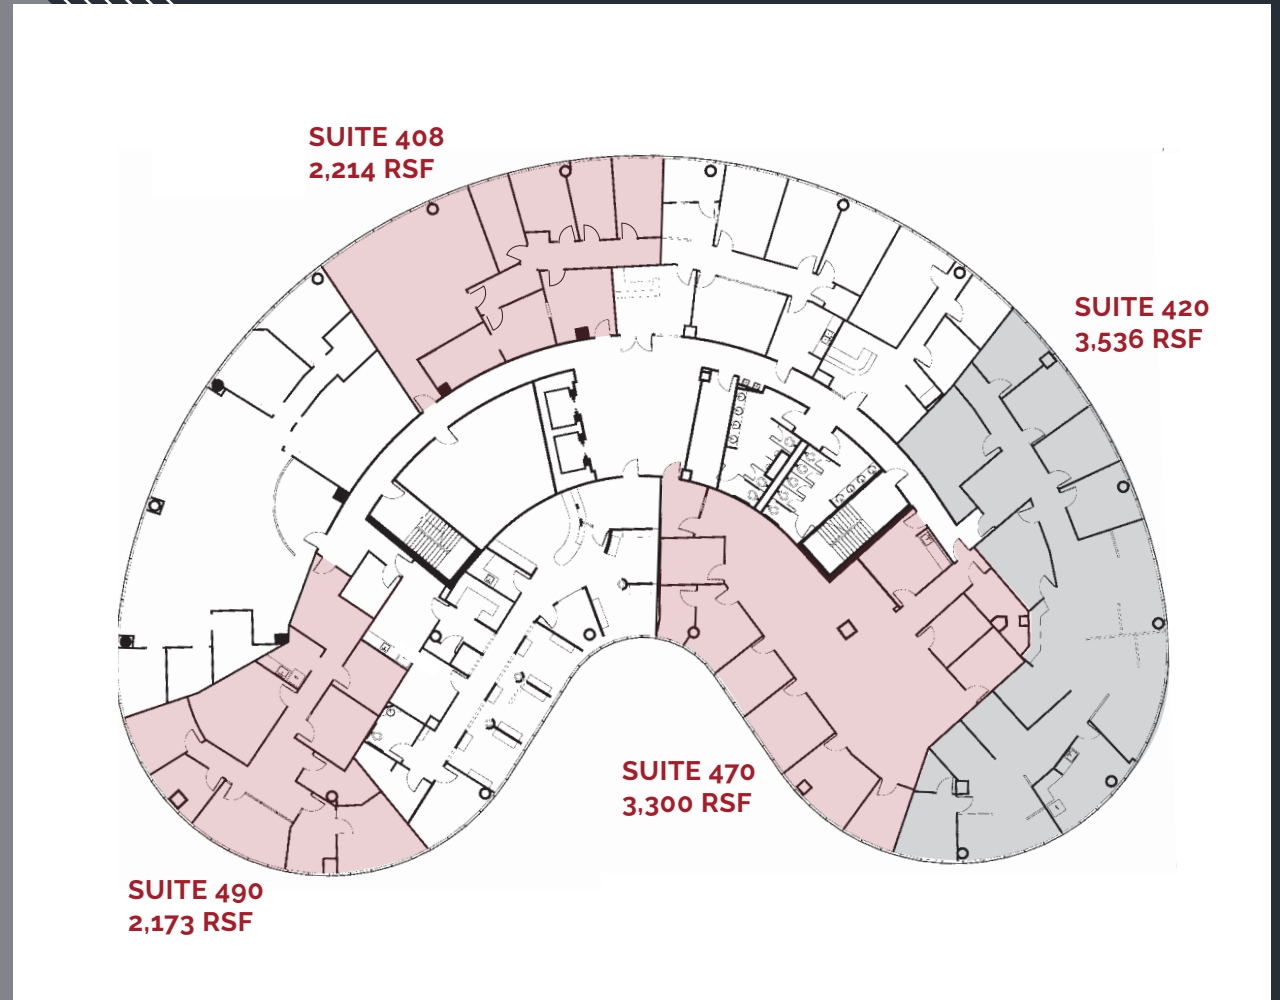 SUITE 408
2,214 RSF
SUITE 420
3,536 RSF
SUITE 470
3,300 RSF
SUITE 490
2,173 RSF